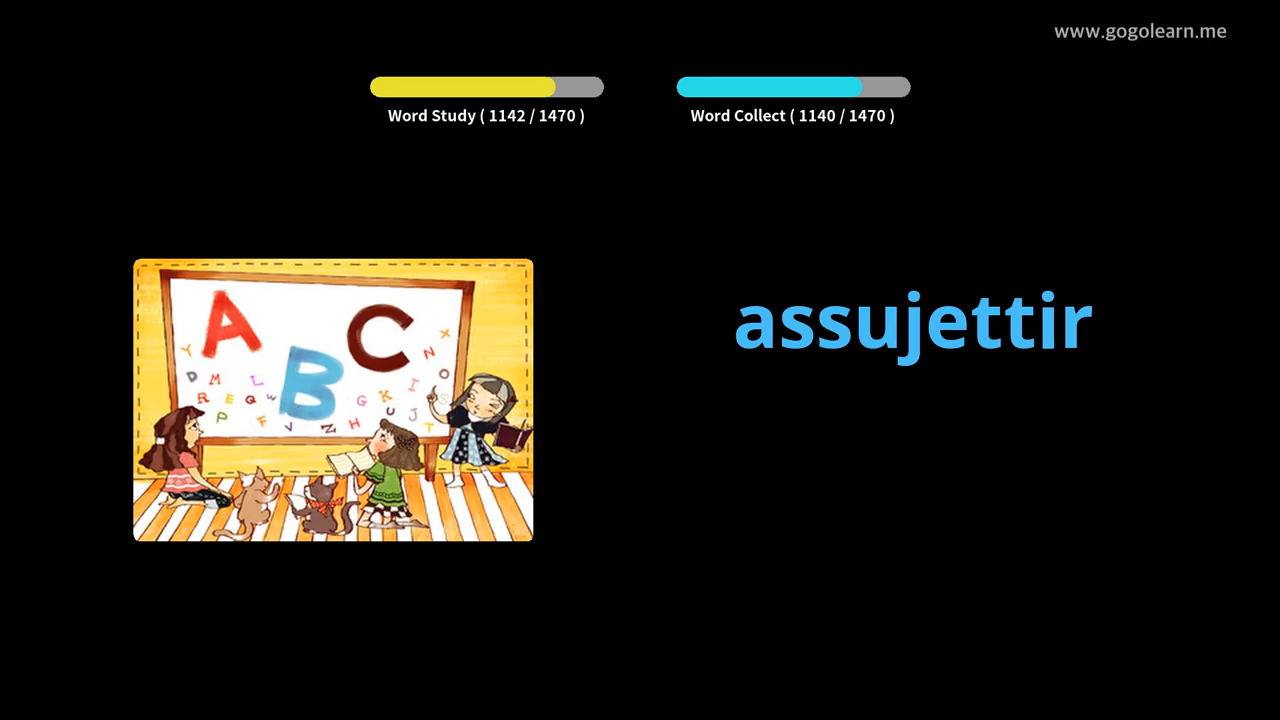 www.gogolearn.me
Word Study ( 1142 / 1470 )
Word Collect ( 1140 / 1470 )
assujettir
A
B
C
Y
D
M
L
X
N
O
R
E
Q
W
G
K
I
S
P
F
V
Z
H
U
J
T